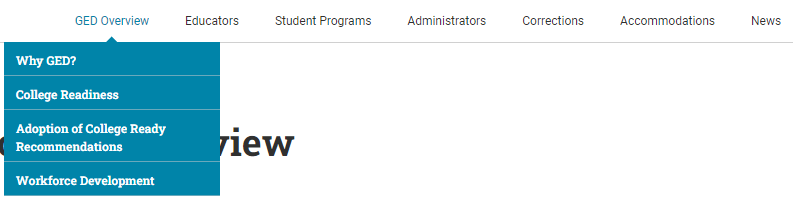 GED Overview Educators Student Programs Administrators Corrections Accommodations News
Why GED?
College Readiness
Adoption of College Ready
Recommendations
Workforce Development